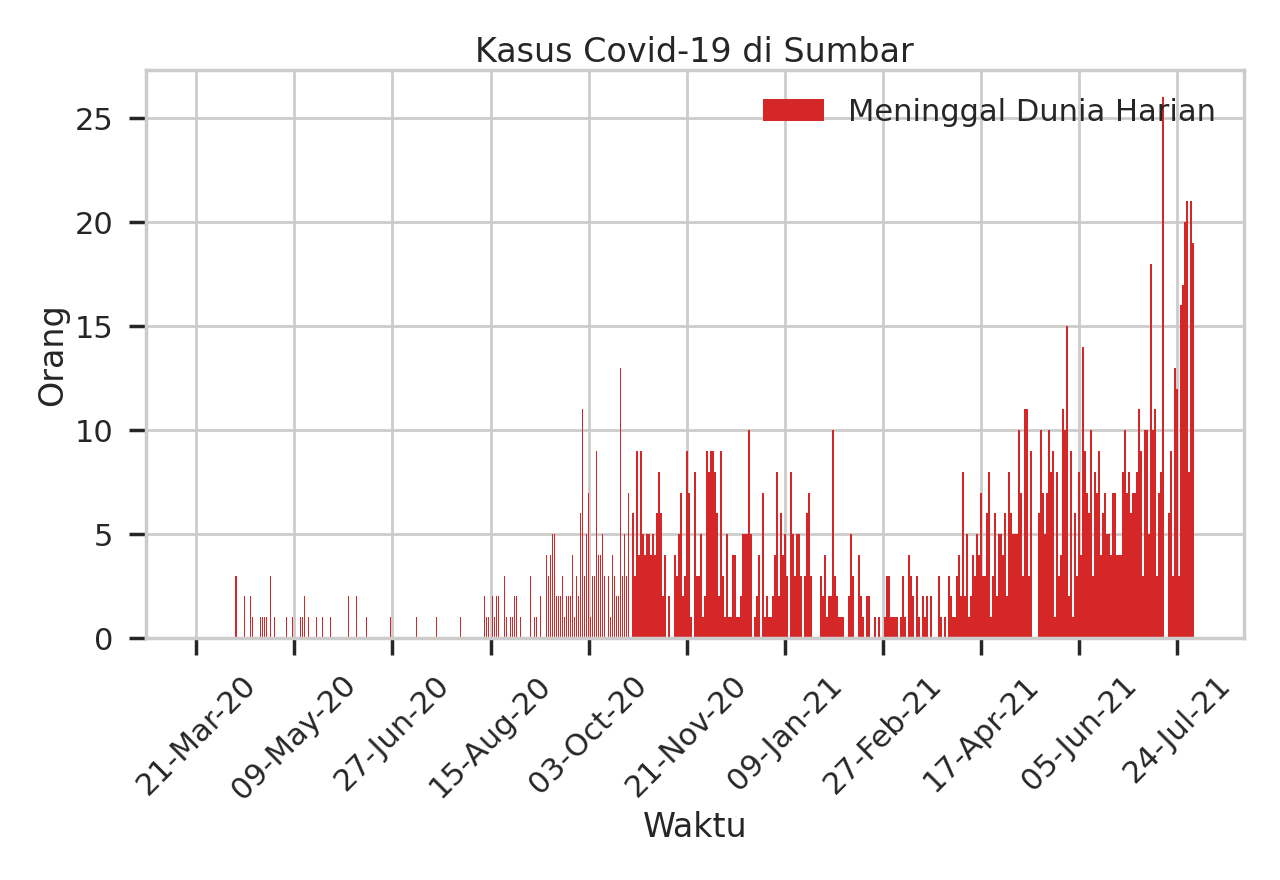 Kasus Covid-19 di Sumbar
Meninggal Dunia Harian
Orang
25
20
15
10
5
0
21-Mar-20
09-May-20
27-Jun-20
15-Aug-20
03-Oct-20
21-Nov-20
09-Jan-21
27-Feb-21
17-Apr-21
05-Jun-21
24-Jul-21
Waktu